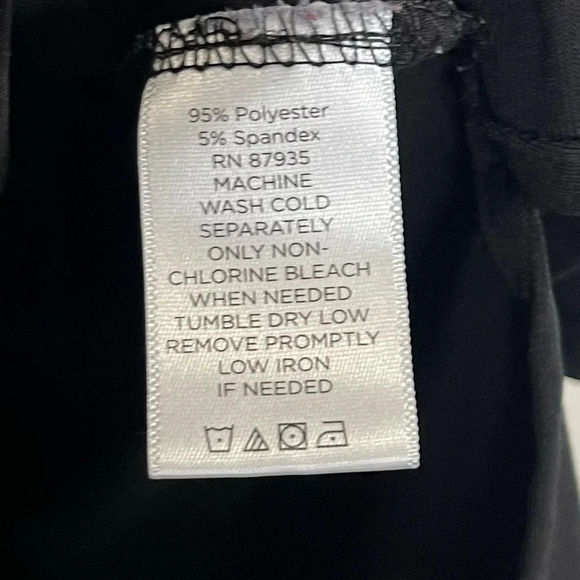 95% Polyester
5% Spandex
RN 87935
MACHINE
WASH COLD
SEPARATELY
ONLY NON-
CHLORINE BLEACH
WHEN NEEDED
TUMBLE DRY LOW
REMOVE PROMPTLY
LOW IRON
IF NEEDED